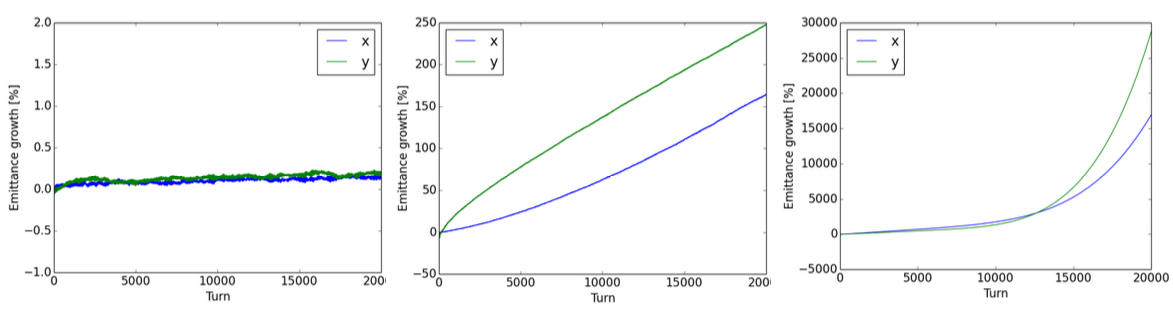 2.0
1.5
1.0
0.5
0.0
−0.5
−1.0
Emittance growth [%]
x
y
0 5000 10000 15000 200
Turn
250
200
150
100
50
0
−50
Emittance growth [%]
x
y
0 5000 10000 15000 200
Turn
30000
25000
20000
15000
10000
5000
0
−5000
Emittance growth [%]
x
y
0 5000 10000 15000 20000
Turn